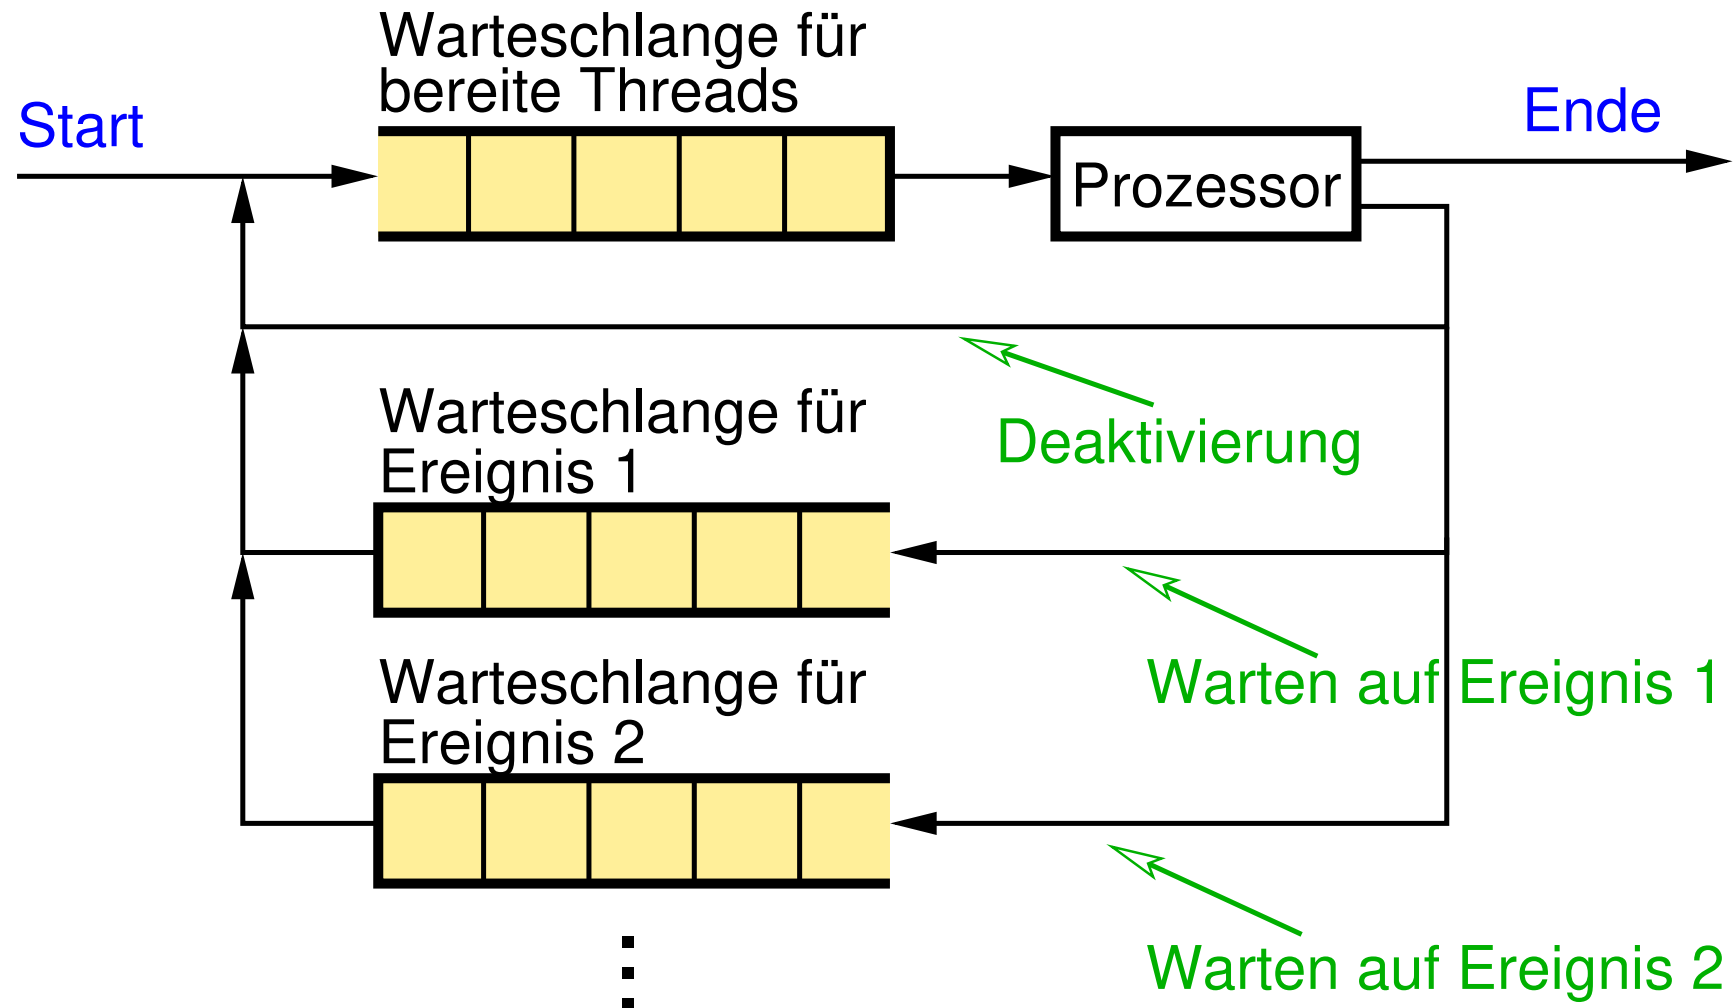 Warteschlange für
bereite Threads
Start
Ende
Prozessor
Warteschlange für
Ereignis 1
Deaktivierung
Warteschlange für
Ereignis 2
Warten auf Ereignis 1
Warten auf Ereignis 2